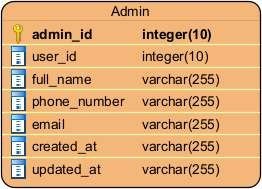 Admin
admin_id integer(10)
user_id integer(10)
full_name varchar(255)
phone_number varchar(255)
email varchar(255)
created_at varchar(255)
updated_at varchar(255)